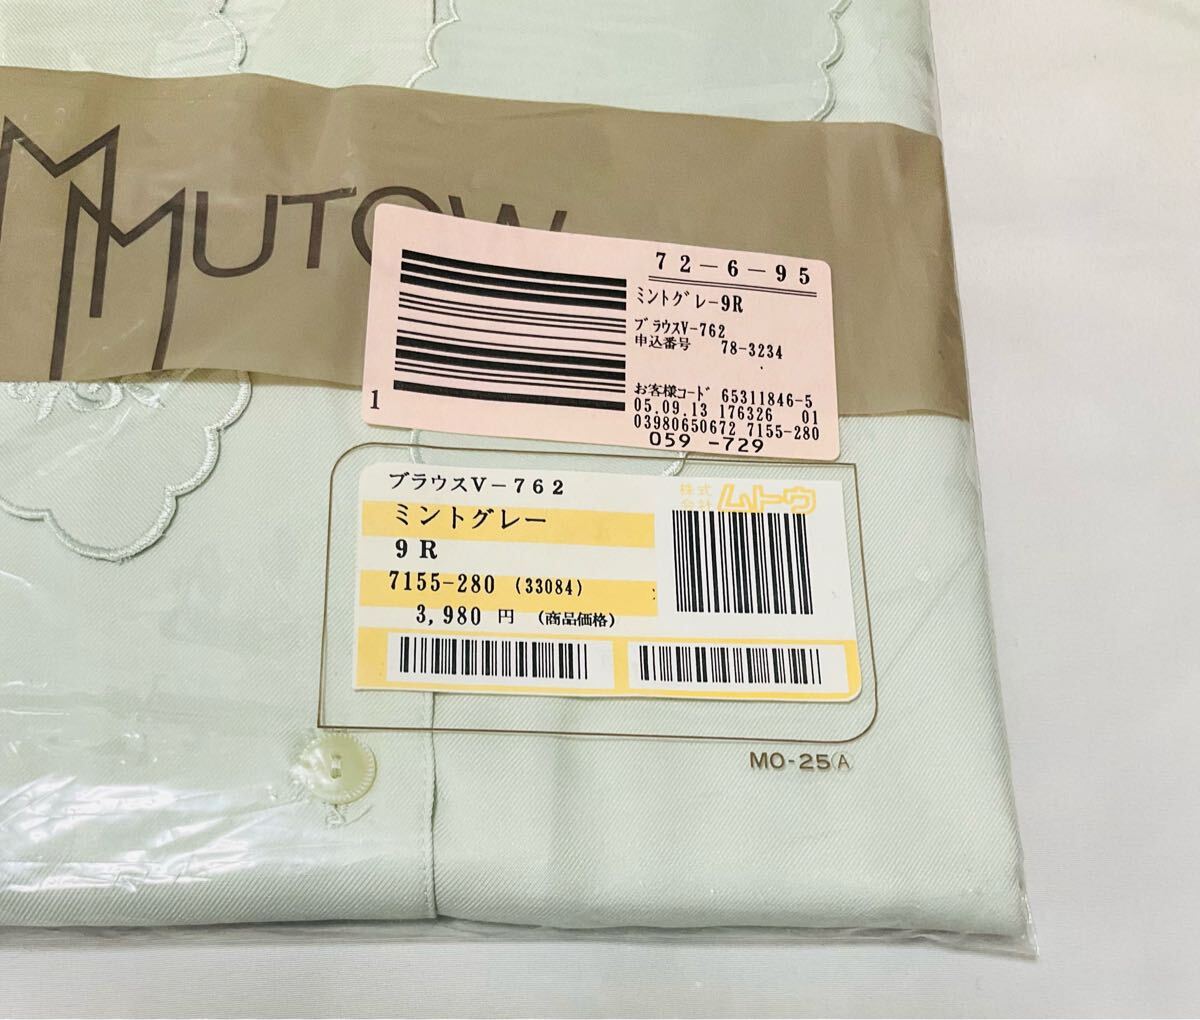 MUTOW
72-6-95
ミントグレ-9R
ブラウスV-762
申込番号 78-3234
お客様コード 65311846-5
05.09.13 176326 01
03980650672 7155-280
059 -729
1
ブラウスV-762
ミントグレー
9R
7155-280 (33084)
3,980 円 (商品価格)
株式会社 ムトウ
MO-25Ⓐ